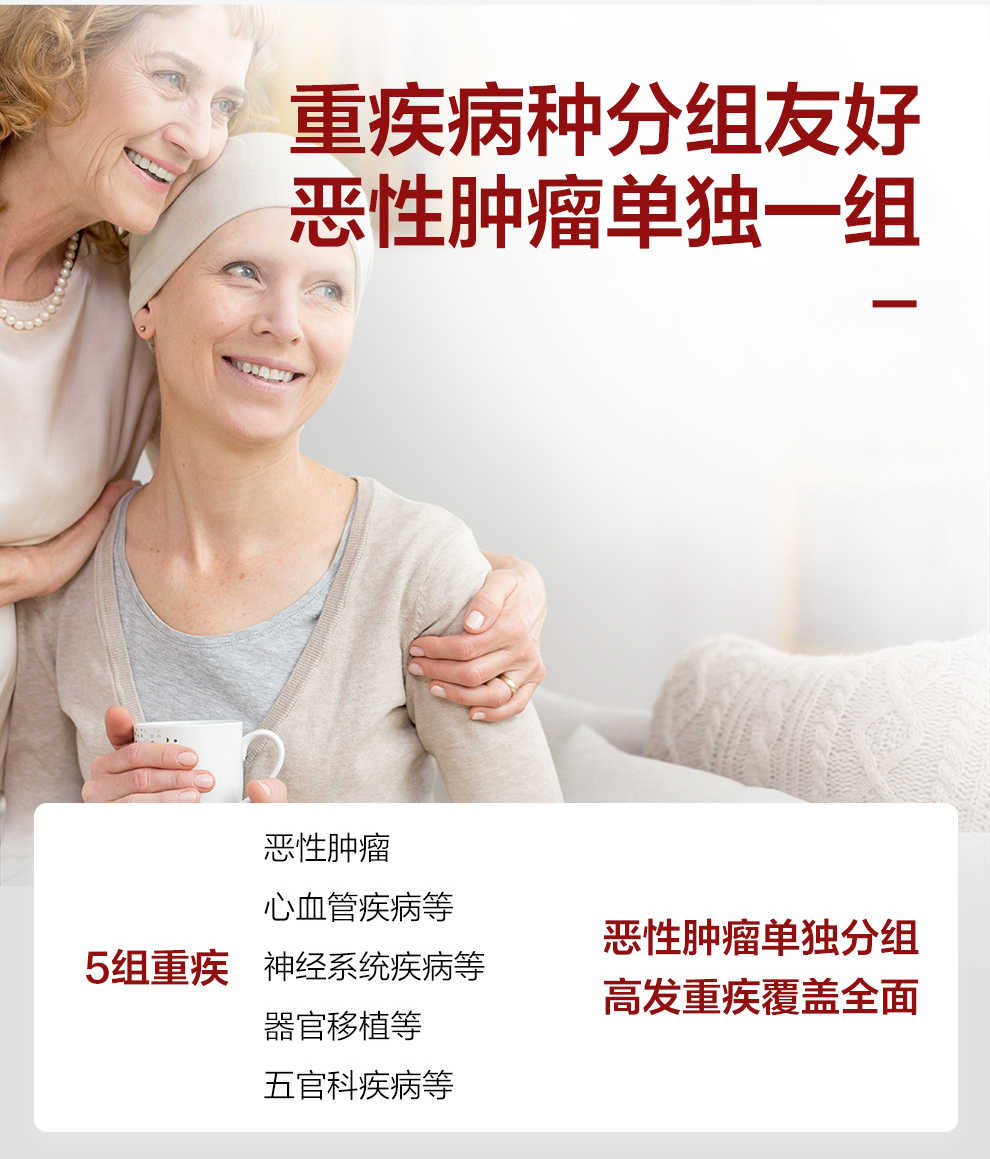 重疾病种分组友好
恶性肿瘤单独一组
5组重疾
恶性肿瘤
心血管疾病等
神经系统疾病等
器官移植等
五官科疾病等
恶性肿瘤单独分组
高发重疾覆盖全面